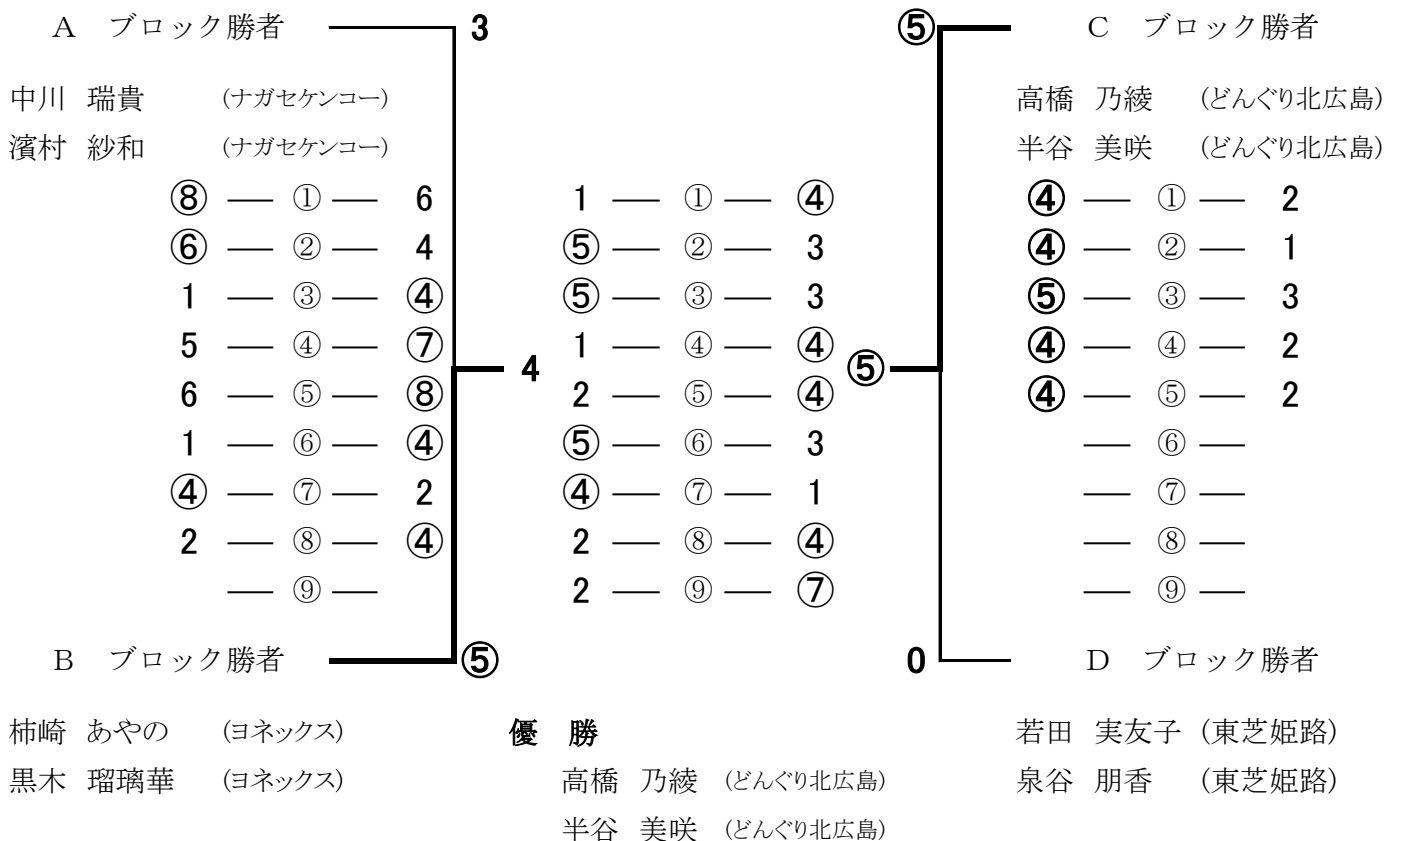 A ブロック勝者 3 ⑤ C ブロック勝者
中川 瑞貴 (ナガセケンコー) 高橋 乃綾 (どんぐり北広島)
濱村 紗和 (ナガセケンコー) 半谷 美咲 (どんぐり北広島)
⑧ ― ① ― 6 1 ― ① ― ④ ④ ― ① ― 2
⑥ ― ② ― 4 ⑤ ― ② ― 3 ④ ― ② ― 1
1 ― ③ ― ④ ⑤ ― ③ ― 3 ⑤ ― ③ ― 3
5 ― ④ ― ⑦ 1 ― ④ ― ④ ④ ― ④ ― 2
4 ⑤
6 ― ⑤ ― ⑧ 2 ― ⑤ ― ④ ④ ― ⑤ ― 2
1 ― ⑥ ― ④ ⑤ ― ⑥ ― 3 ― ⑥ ―
④ ― ⑦ ― 2 ④ ― ⑦ ― 1 ― ⑦ ―
2 ― ⑧ ― ④ 2 ― ⑧ ― ④ ― ⑧ ―
― ⑨ ― 2 ― ⑨ ― ⑦ ― ⑨ ―
B ブロック勝者 ⑤ 0 D ブロック勝者
柿崎 あやの (ヨネックス) 優 勝 若田 実友子 (東芝姫路)
黒木 瑠璃華 (ヨネックス) 高橋 乃綾 (どんぐり北広島) 泉谷 朋香 (東芝姫路)
半谷 美咲 (どんぐり北広島)